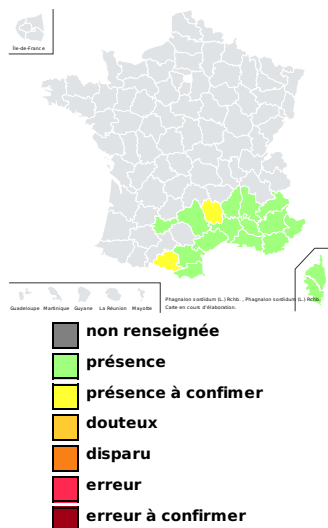 Île-de-France
Guadeloupe Martinique Guyane La Réunion Mayotte
Phagnalon sordidum (L.) Rchb. , Phagnalon sordidum (L.) Rchb.
Carte en cours d'élaboration.
non renseignée
présence
présence à confimer
douteux
disparu
erreur
erreur à confirmer